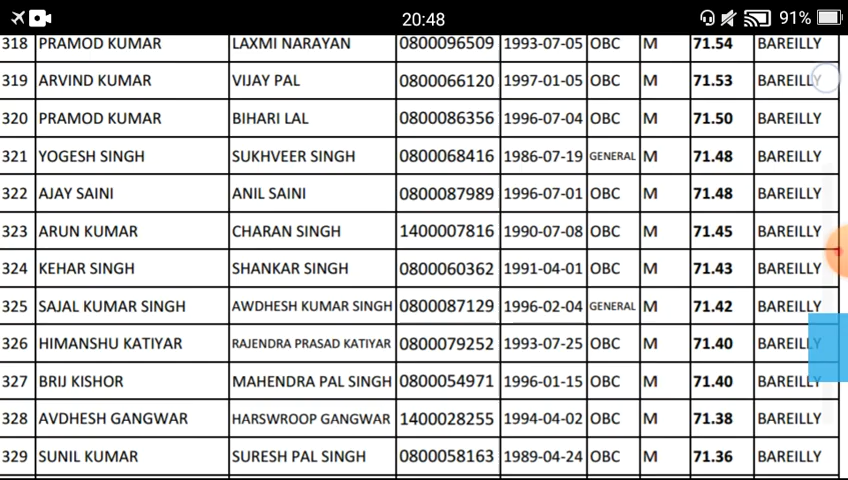 20:48 91%
318 PRAMOD KUMAR LAXMI NARAYAN 0800096509 1993-07-05 OBC M 71.54 BAREILLY
319 ARVIND KUMAR VIJAY PAL 0800066120 1997-01-05 OBC M 71.53 BAREILLY
320 PRAMOD KUMAR BIHARI LAL 0800086356 1996-07-04 OBC M 71.50 BAREILLY
321 YOGESH SINGH SUKHVEER SINGH 0800068416 1986-07-19 GENERAL M 71.48 BAREILLY
322 AJAY SAINI ANIL SAINI 0800087989 1996-07-01 OBC M 71.48 BAREILLY
323 ARUN KUMAR CHARAN SINGH 1400007816 1990-07-08 OBC M 71.45 BAREILLY
324 KEHAR SINGH SHANKAR SINGH 0800060362 1991-04-01 OBC M 71.43 BAREILLY
325 SAJAL KUMAR SINGH AWDHESH KUMAR SINGH 0800087129 1996-02-04 GENERAL M 71.42 BAREILLY
326 HIMANSHU KATIYAR RAJENDRA PRASAD KATIYAR 0800079252 1993-07-25 OBC M 71.40 BAREILLY
327 BRIJ KISHOR MAHENDRA PAL SINGH 0800054971 1996-01-15 OBC M 71.40 BAREILLY
328 AVDHESH GANGWAR HARSWROOP GANGWAR 1400028255 1994-04-02 OBC M 71.38 BAREILLY
329 SUNIL KUMAR SURESH PAL SINGH 0800058163 1989-04-24 OBC M 71.36 BAREILLY